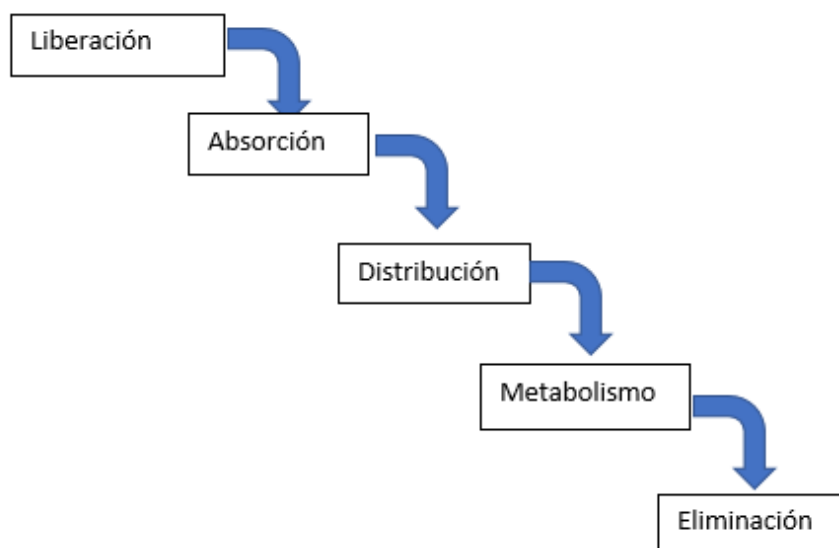 Liberación
Absorción
Distribución
Metabolismo
Eliminación